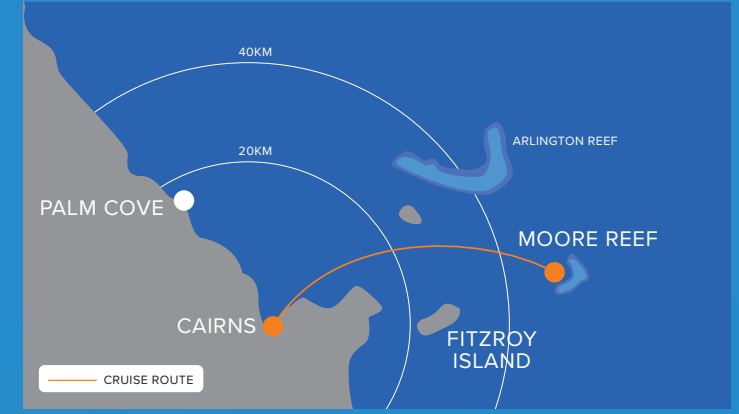 40KM
ARLINGTON REEF
20KM
PALM COVE
MOORE REEF
CAIRNS
FITZROY
ISLAND
CRUISE ROUTE